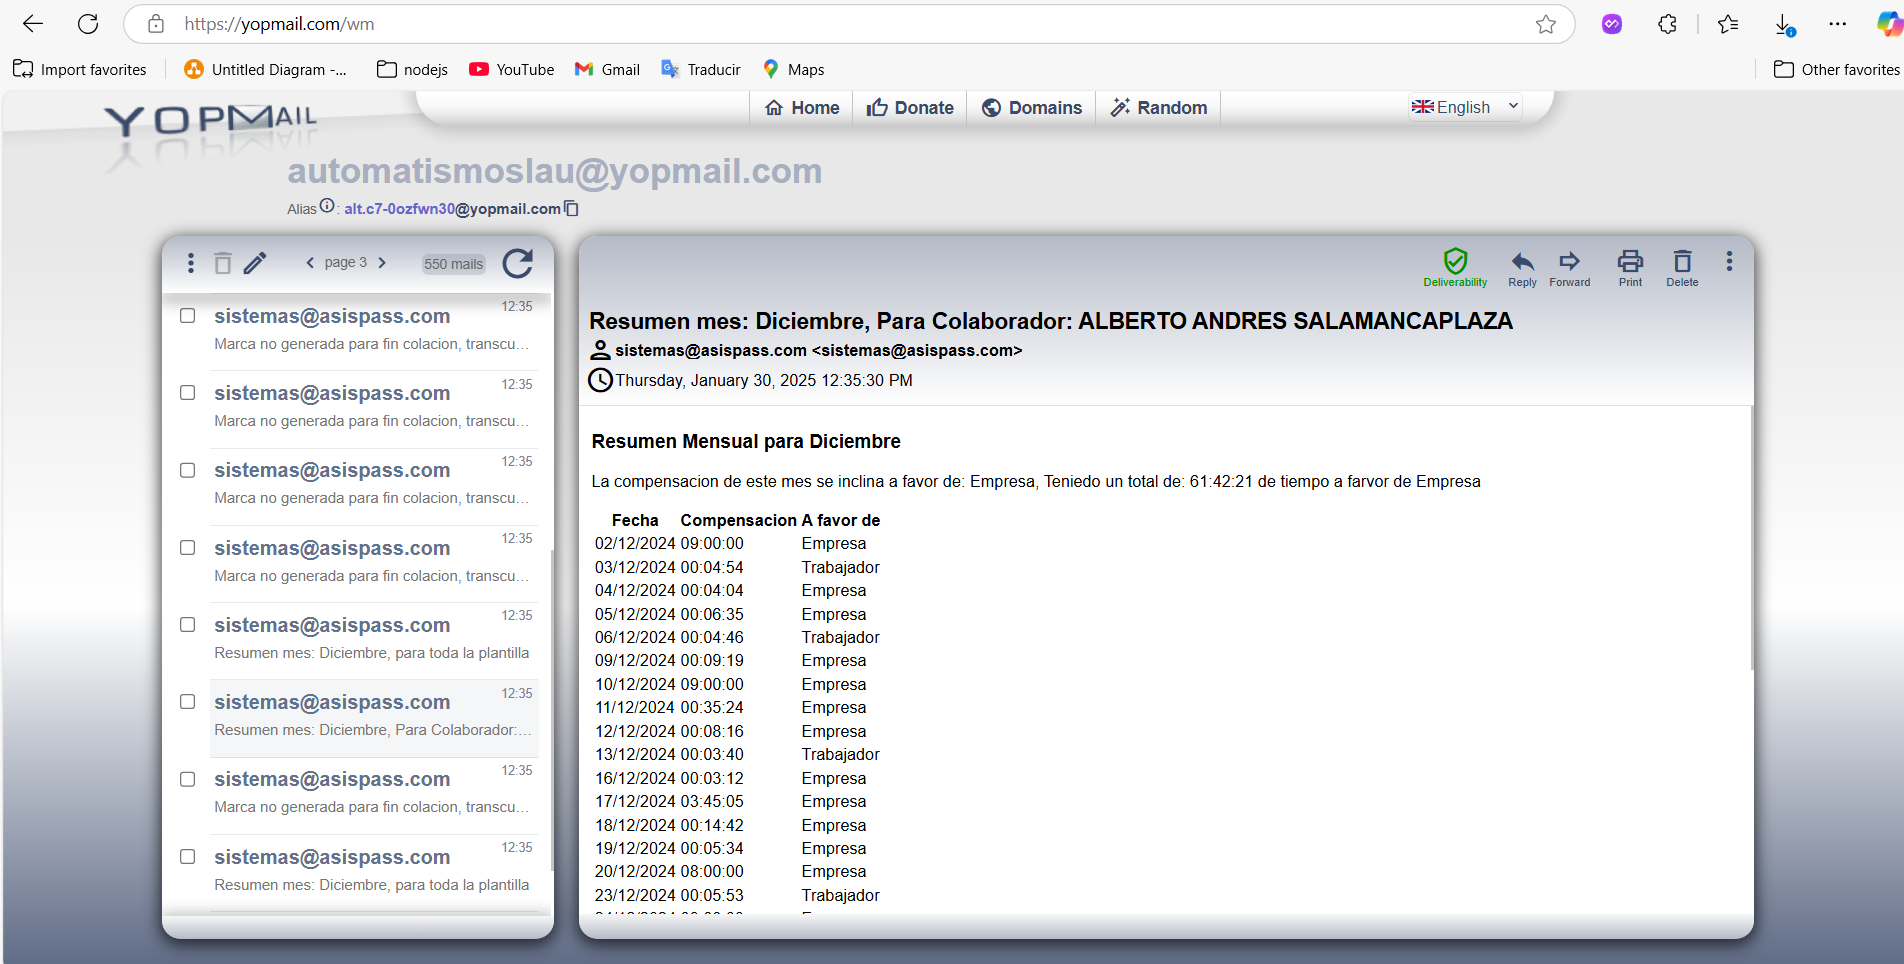 https://yopmail.com/wm
Import favorites
Untitled Diagram -...
nodejs
YouTube
Gmail
Traducir
Maps
Other favorites
YOPMAIL
Home
Donate
Domains
Random
English
automatismoslau@yopmail.com
Alias : alt.c7-0ozfwn30@yopmail.com
page 3
550 mails
sistemas@asispass.com 12:35
Marca no generada para fin colacion, transcu...
sistemas@asispass.com 12:35
Marca no generada para fin colacion, transcu...
sistemas@asispass.com 12:35
Marca no generada para fin colacion, transcu...
sistemas@asispass.com 12:35
Marca no generada para fin colacion, transcu...
sistemas@asispass.com 12:35
Resumen mes: Diciembre, para toda la plantilla
sistemas@asispass.com 12:35
Resumen mes: Diciembre, Para Colaborador:...
sistemas@asispass.com 12:35
Marca no generada para fin colacion, transcu...
sistemas@asispass.com 12:35
Resumen mes: Diciembre, para toda la plantilla
Deliverability
Reply
Forward
Print
Delete
Resumen mes: Diciembre, Para Colaborador: ALBERTO ANDRES SALAMANCAPLAZA
sistemas@asispass.com <sistemas@asispass.com>
Thursday, January 30, 2025 12:35:30 PM
Resumen Mensual para Diciembre
La compensacion de este mes se inclina a favor de: Empresa, Teniedo un total de: 61:42:21 de tiempo a farvor de Empresa
Fecha Compensacion A favor de
02/12/2024 09:00:00 Empresa
03/12/2024 00:04:54 Trabajador
04/12/2024 00:04:04 Empresa
05/12/2024 00:06:35 Empresa
06/12/2024 00:04:46 Trabajador
09/12/2024 00:09:19 Empresa
10/12/2024 09:00:00 Empresa
11/12/2024 00:35:24 Empresa
12/12/2024 00:08:16 Empresa
13/12/2024 00:03:40 Trabajador
16/12/2024 00:03:12 Empresa
17/12/2024 03:45:05 Empresa
18/12/2024 00:14:42 Empresa
19/12/2024 00:05:34 Empresa
20/12/2024 08:00:00 Empresa
23/12/2024 00:05:53 Trabajador